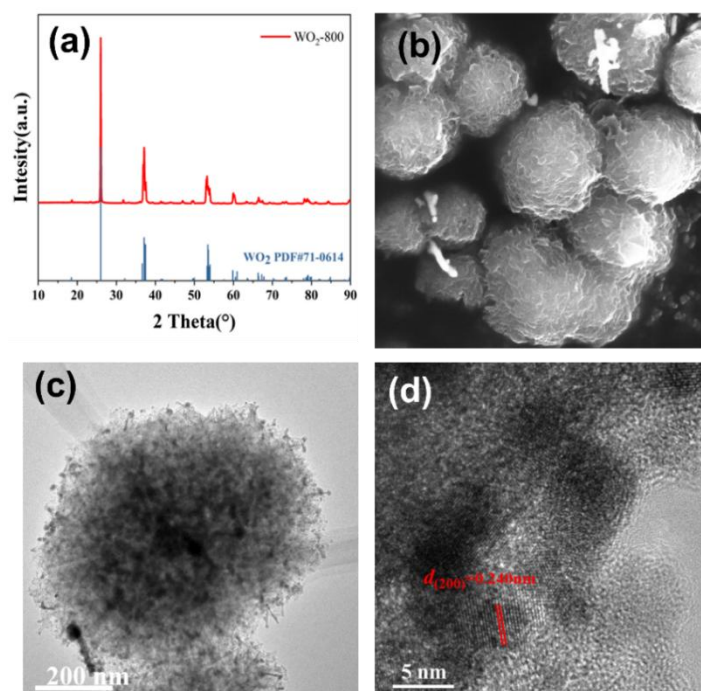 (a)
WO₂-800
Intesity(a.u.)
WO₂ PDF#71-0614
10 20 30 40 50 60 70 80 90
2 Theta(°)
(b)
(c)
200 nm
(d)
d(200)=0.240nm
5 nm